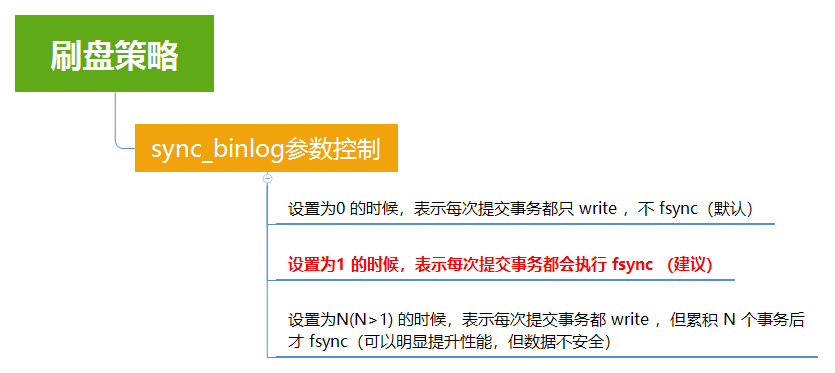 刷盘策略
sync_binlog参数控制
设置为0 的时候，表示每次提交事务都只 write ，不 fsync（默认）
设置为1 的时候，表示每次提交事务都会执行 fsync （建议）
设置为N(N>1) 的时候，表示每次提交事务都 write ，但累积 N 个事务后
才 fsync（可以明显提升性能，但数据不安全）